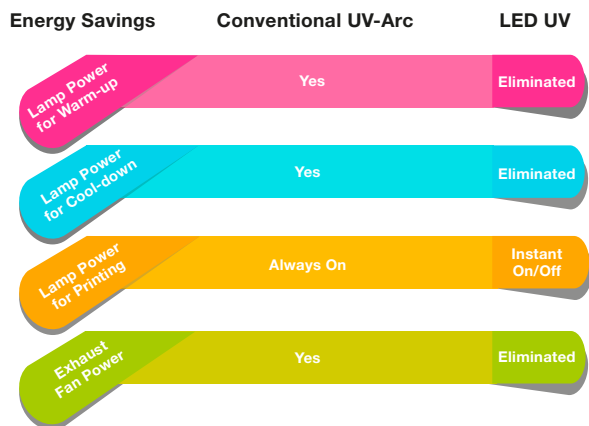 Energy Savings
Conventional UV-Arc
LED UV
Lamp Power
for Warm-up
Yes
Eliminated
Lamp Power
for Cool-down
Yes
Eliminated
Lamp Power
for Printing
Always On
Instant
On/Off
Exhaust
Fan Power
Yes
Eliminated